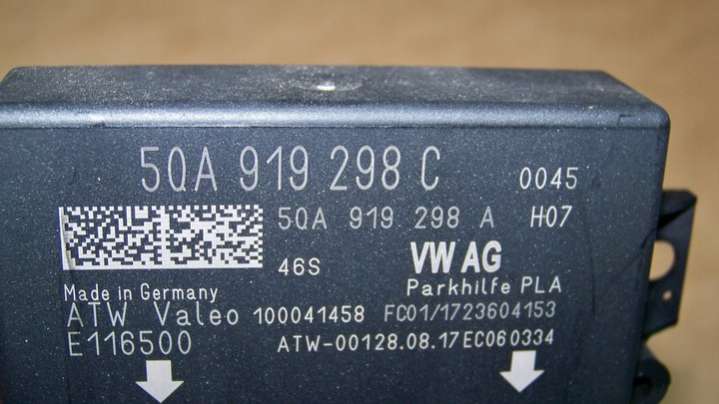 5QA 919 298 C 0045
5QA 919 298 A H07
46S VW AG
Parkhilfe PLA
Made in Germany
ATW Valeo 100041458 FC01/1723604153
E116500 ATW-00128.08.17EC060334